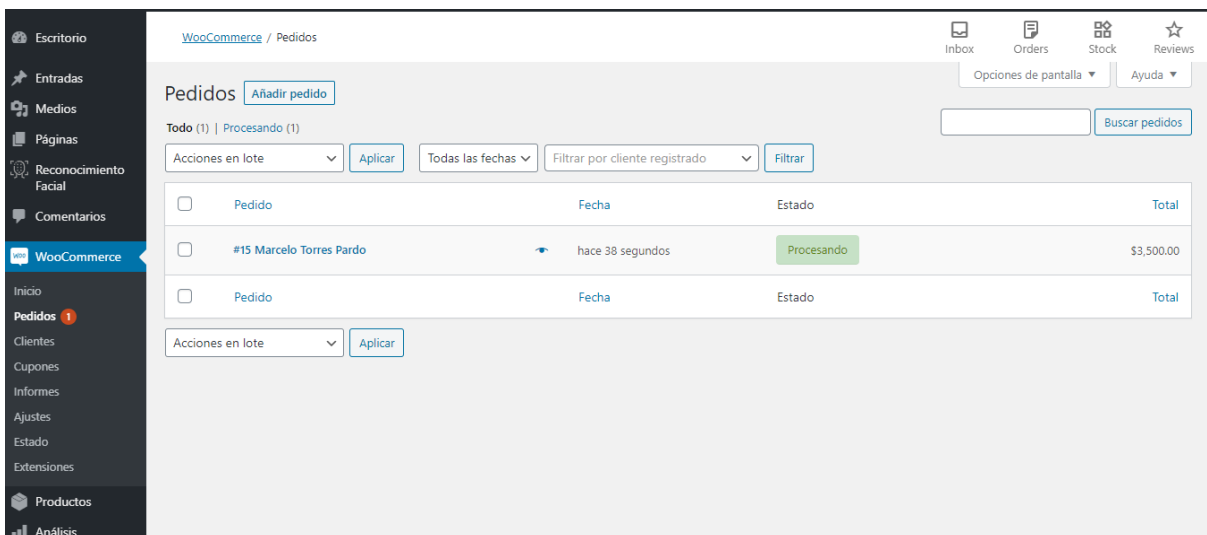 Escritorio
Entradas
Medios
Páginas
Reconocimiento
Facial
Comentarios
woo WooCommerce
Inicio
Pedidos 1
Clientes
Cupones
Informes
Ajustes
Estado
Extensiones
Productos
Análisis
WooCommerce / Pedidos
Inbox Orders Stock Reviews
Opciones de pantalla ▼ Ayuda ▼
Pedidos Añadir pedido
Todo (1) | Procesando (1)
Buscar pedidos
Acciones en lote Aplicar Todas las fechas Filtrar por cliente registrado Filtrar
Pedido Fecha Estado Total
#15 Marcelo Torres Pardo hace 38 segundos Procesando $3,500.00
Pedido Fecha Estado Total
Acciones en lote Aplicar